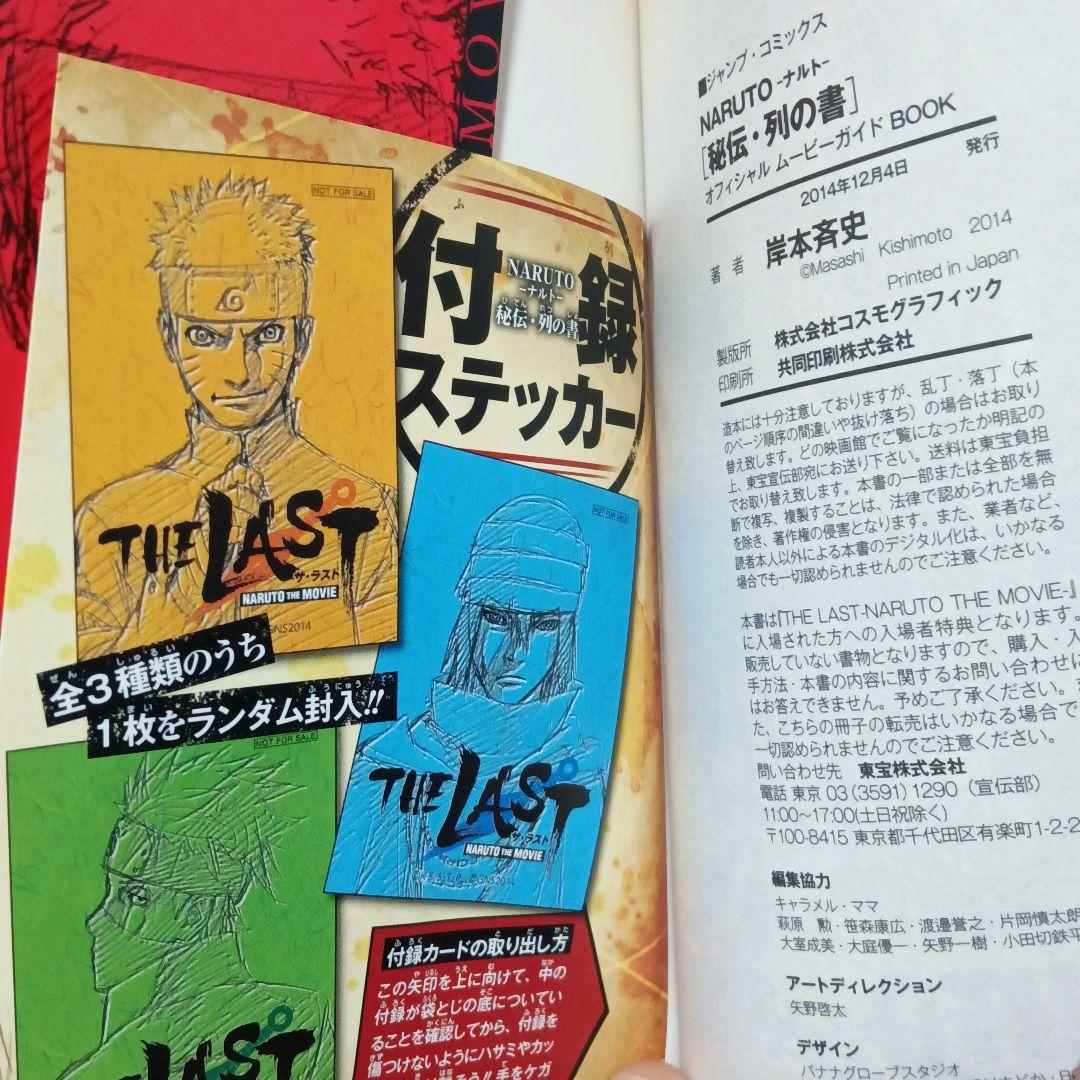 MOV
NOT FOR SALE
付録
NARUTO
-ナルト-
秘伝・列の書
ステッカー
THE LAST
ザ・ラスト
NARUTO THE MOVIE
GNS2014
全3種類のうち
1枚をランダム封入!!
NOT FOR SALE
THE LAST
ザ・ラスト
NARUTO THE MOVIE
©K・S/S・T・P ©GNS2014
NOT FOR SALE
THE LAST
付録カードの取り出し方
この矢印を上に向けて、中の
付録が袋とじの底についてい
ることを確認してから、付録を
傷つけないようにハサミやカッ
手をケガ
■ジャンプ・コミックス
NARUTO -ナルト-
[秘伝・列の書]
オフィシャル ムービーガイド BOOK
2014年12月4日 発行
著者 岸本斉史
©Masashi Kishimoto 2014
Printed in Japan
製版所 株式会社コスモグラフィック
印刷所 共同印刷株式会社
造本には十分注意しておりますが、乱丁・落丁(本
のページ順序の間違いや抜け落ち)の場合はお取り
替え致します。どの映画館でご覧になったか明記の
上、東宝宣伝部宛にお送り下さい。送料は東宝負担
でお取り替え致します。本書の一部または全部を無
断で複写、複製することは、法律で認められた場合
を除き、著作権の侵害となります。また、業者など、
読者本人以外による本書のデジタル化は、いかなる
場合でも一切認められませんのでご注意ください。
本書は『THE LAST-NARUTO THE MOVIE-』
に入場された方への入場者特典となります。
販売していない書物となりますので、購入・入
手方法・本書の内容に関するお問い合わせに
はお答えできません。予めご了承ください。ま
た、こちらの冊子の転売はいかなる場合で
一切認められませんのでご注意ください。
問い合わせ先 東宝株式会社
電話 東京 03(3591)1290(宣伝部)
11:00~17:00(土日祝除く)
〒100-8415 東京都千代田区有楽町1-2-2
編集協力
キャラメル・ママ
萩原 勲・笹森康広・渡邉誉之・片岡慎太朗
大室成美・大庭優一・矢野一樹・小田切鉄平
アートディレクション
矢野啓太
デザイン
バナナグローブスタジオ